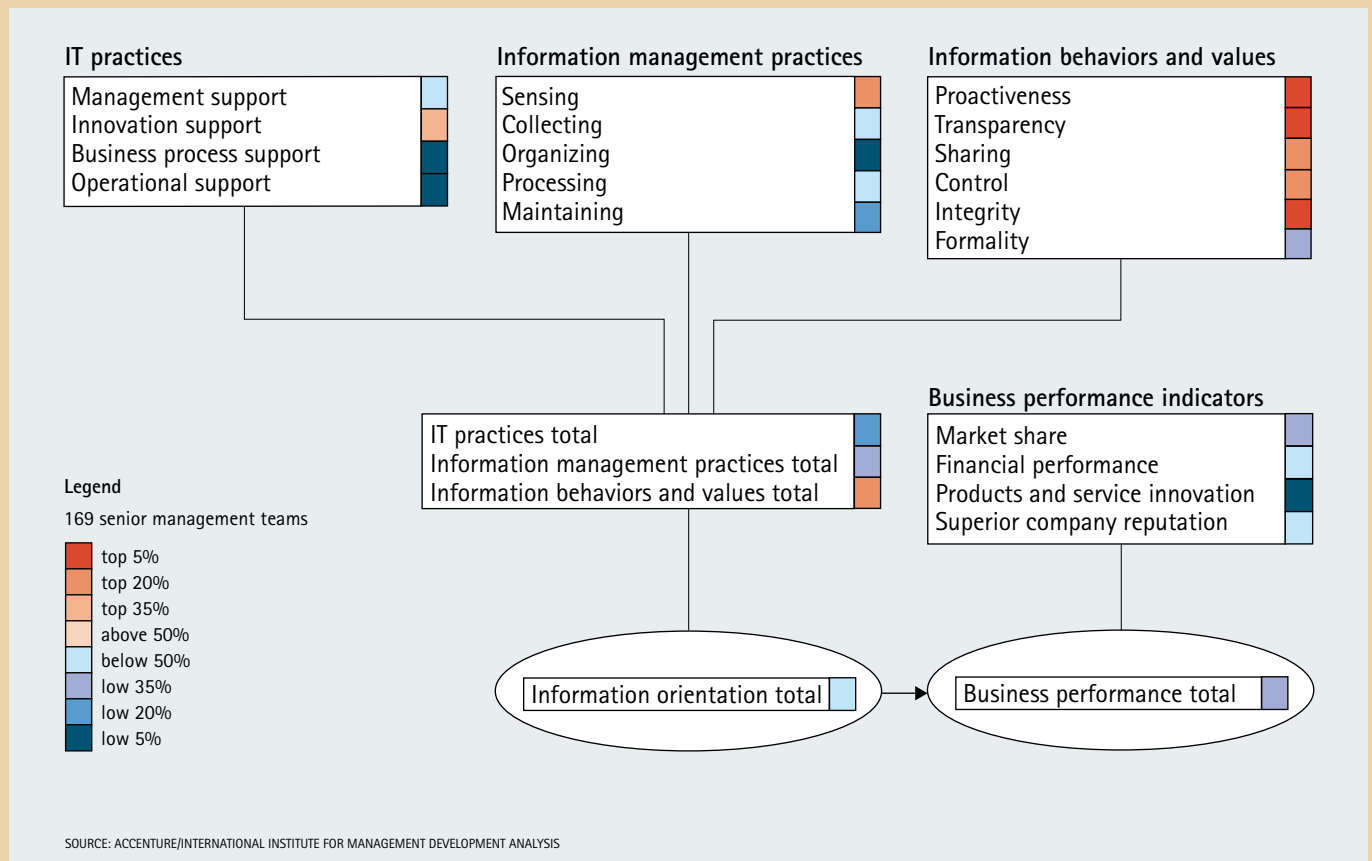 IT practices
Management support
Innovation support
Business process support
Operational support
Information management practices
Sensing
Collecting
Organizing
Processing
Maintaining
Information behaviors and values
Proactiveness
Transparency
Sharing
Control
Integrity
Formality
IT practices total
Information management practices total
Information behaviors and values total
Business performance indicators
Market share
Financial performance
Products and service innovation
Superior company reputation
Legend
169 senior management teams
top 5%
top 20%
top 35%
above 50%
below 50%
low 35%
low 20%
low 5%
Information orientation total
Business performance total
SOURCE: ACCENTURE/INTERNATIONAL INSTITUTE FOR MANAGEMENT DEVELOPMENT ANALYSIS